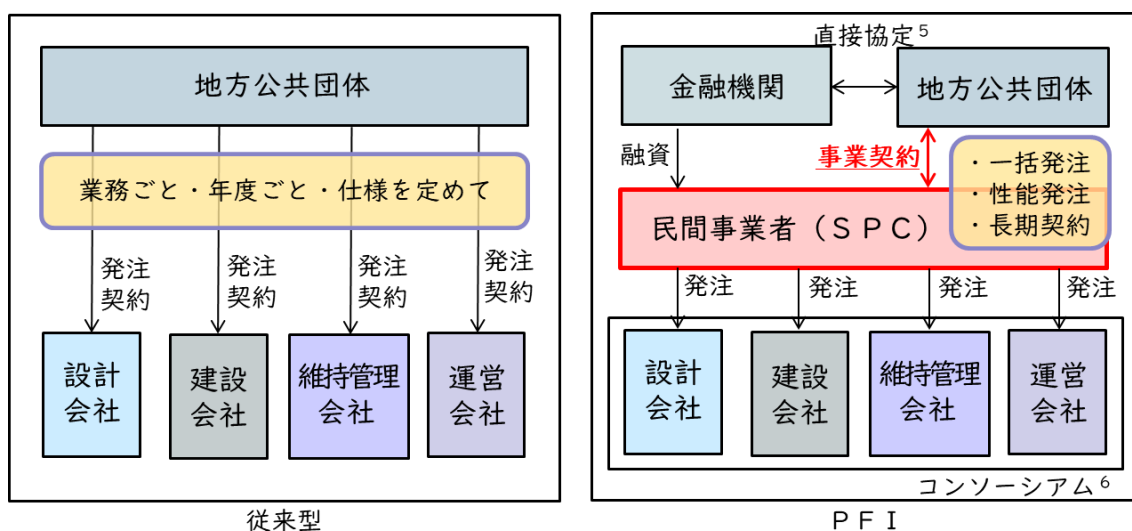 地方公共団体
業務ごと・年度ごと・仕様を定めて
発注
契約
発注
契約
発注
契約
発注
契約
設計
会社
建設
会社
維持管理
会社
運営
会社
従来型
直接協定5
金融機関
地方公共団体
融資
事業契約
・一括発注
・性能発注
・長期契約
民間事業者（ＳＰＣ）
発注
発注
発注
発注
設計
会社
建設
会社
維持管理
会社
運営
会社
コンソーシアム6
ＰＦＩ